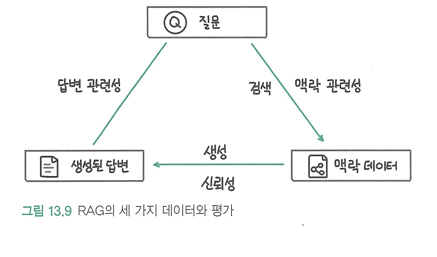 Q 질문
답변 관련성
검색 맥락 관련성
생성된 답변
생성
신뢰성
맥락 데이터
그림 13.9 RAG의 세 가지 데이터와 평가